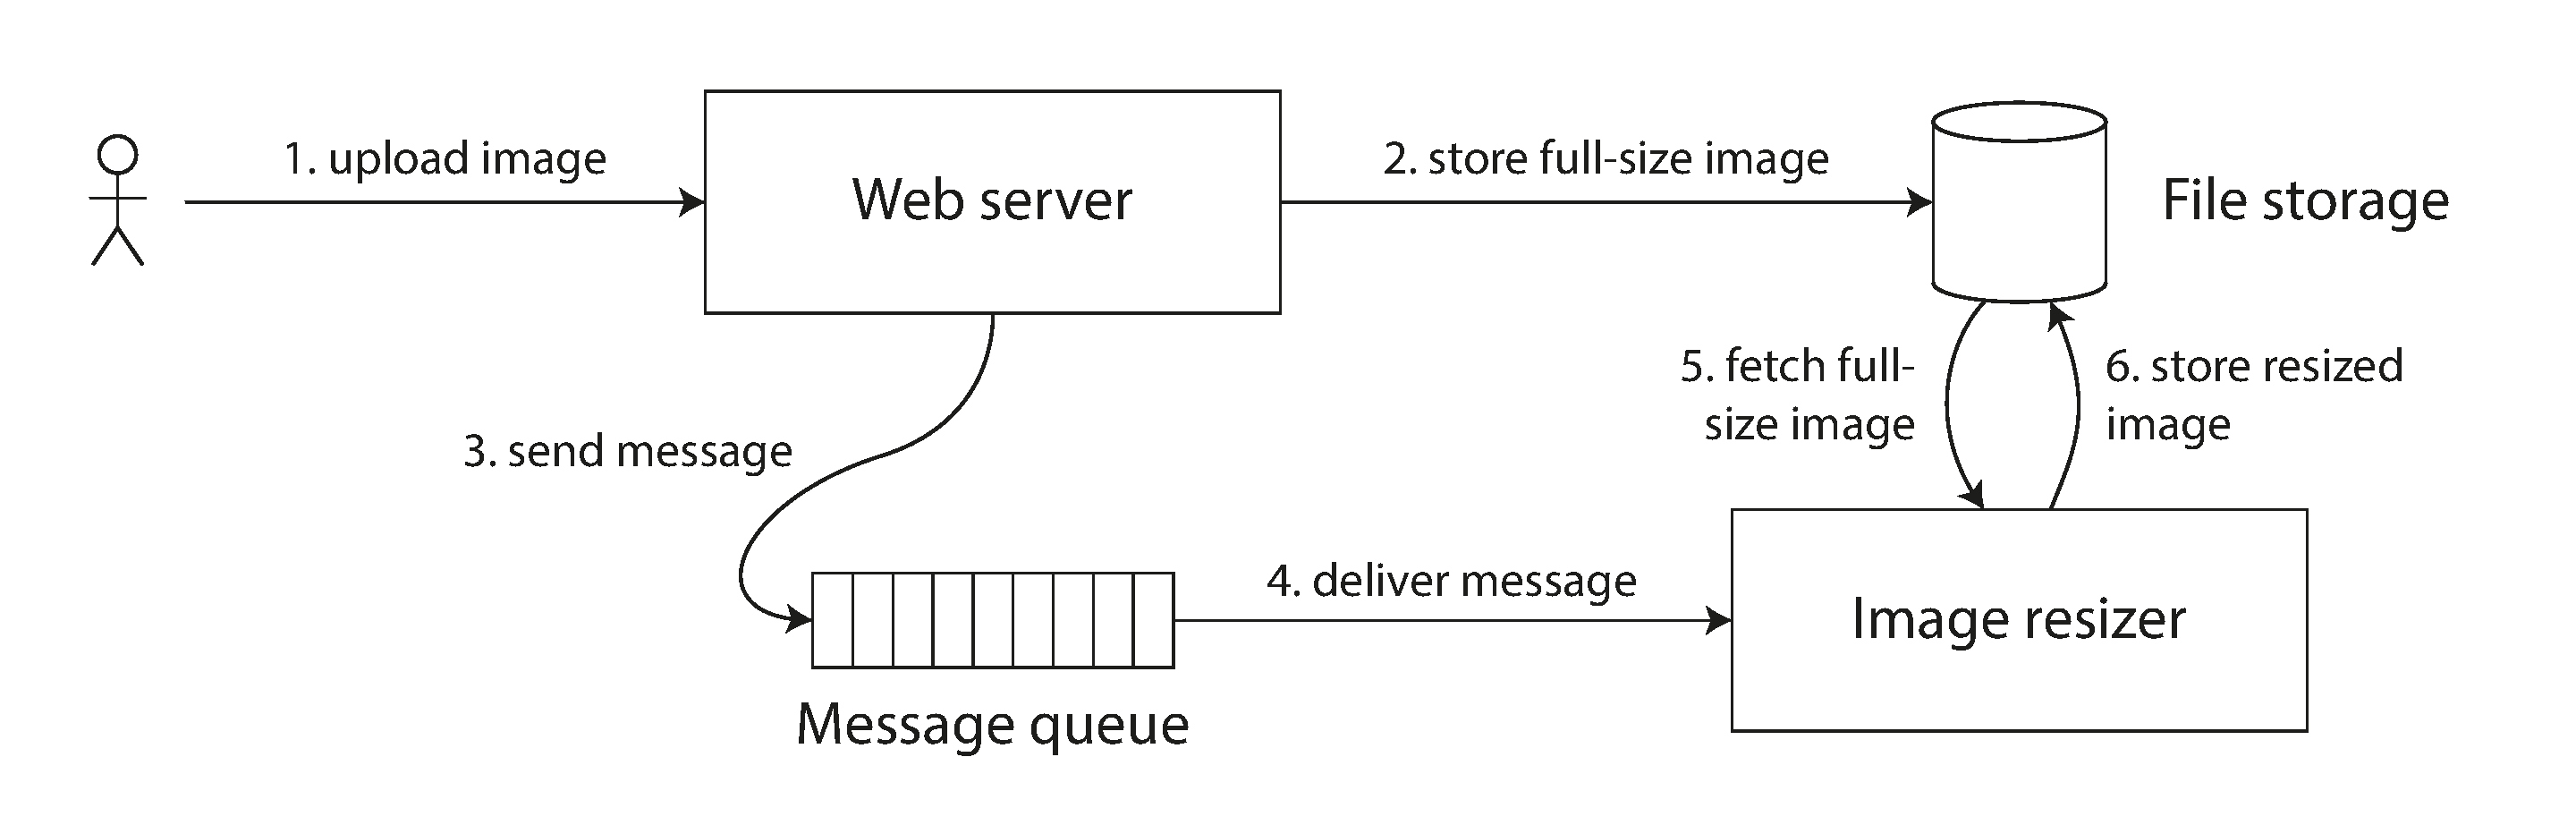 1. upload image
Web server
2. store full-size image
File storage
3. send message
5. fetch full-
size image
6. store resized
image
4. deliver message
Image resizer
Message queue